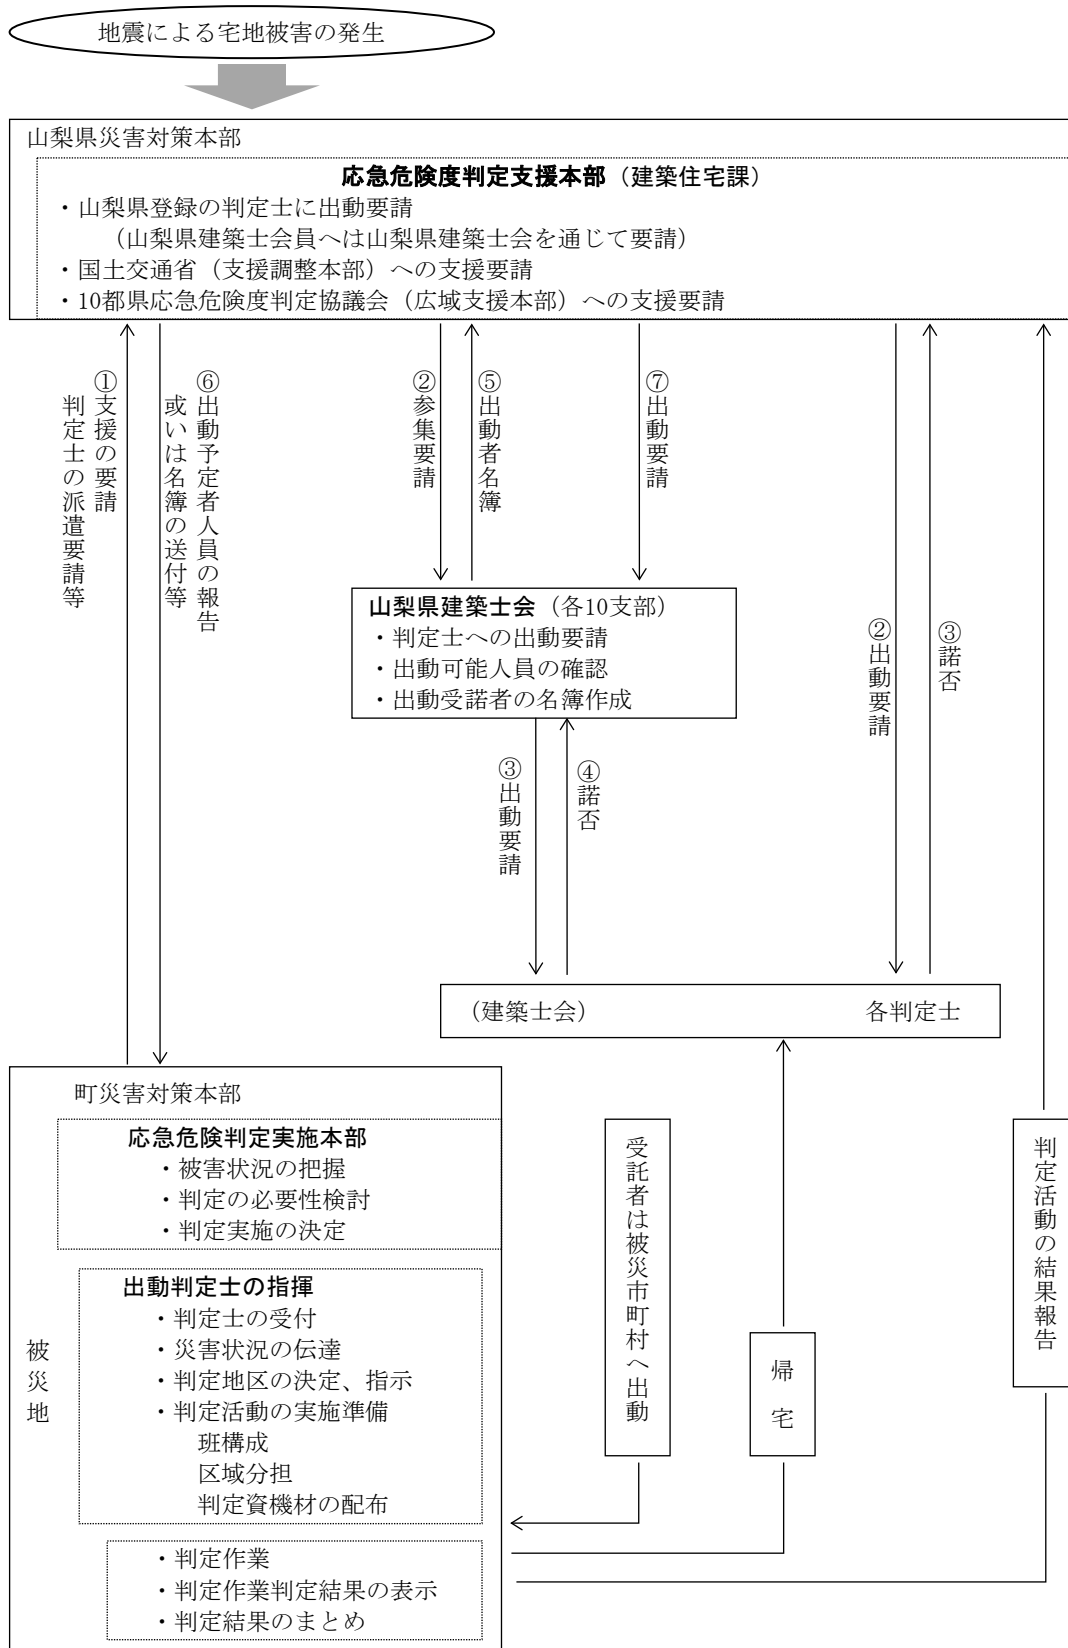 地震による宅地被害の発生
山梨県災害対策本部
応急危険度判定支援本部（建築住宅課）
・山梨県登録の判定士に出動要請
（山梨県建築士会員へは山梨県建築士会を通じて要請）
・国土交通省（支援調整本部）への支援要請
・10都県応急危険度判定協議会（広域支援本部）への支援要請
①支援の要請
判定士の派遣要請等
⑥出動予定者人員の報告
或いは名簿の送付等
②参集要請
⑤出動者名簿
⑦出動要請
②出動要請
③諾否
山梨県建築士会（各10支部）
・判定士への出動要請
・出動可能人員の確認
・出動受諾者の名簿作成
③出動要請
④諾否
（建築士会）　各判定士
町災害対策本部
応急危険判定実施本部
・被害状況の把握
・判定の必要性検討
・判定実施の決定
出動判定士の指揮
・判定士の受付
・災害状況の伝達
・判定地区の決定、指示
・判定活動の実施準備
班構成
区域分担
判定資機材の配布
被災地
・判定作業
・判定作業判定結果の表示
・判定結果のまとめ
受託者は被災市町村へ出動
帰宅
判定活動の結果報告